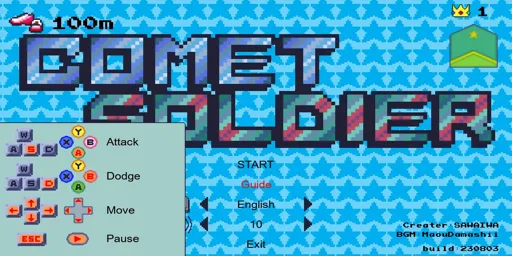 100m
1
COMET
SOLDIER
W
A S D
Y
X B
A
Attack
W
A S D
Y
X B
A
Dodge
Move
ESC
Pause
START
Guide
English
10
Exit
Creater SAWAIWA
BGM MaouDamashii
build 230803